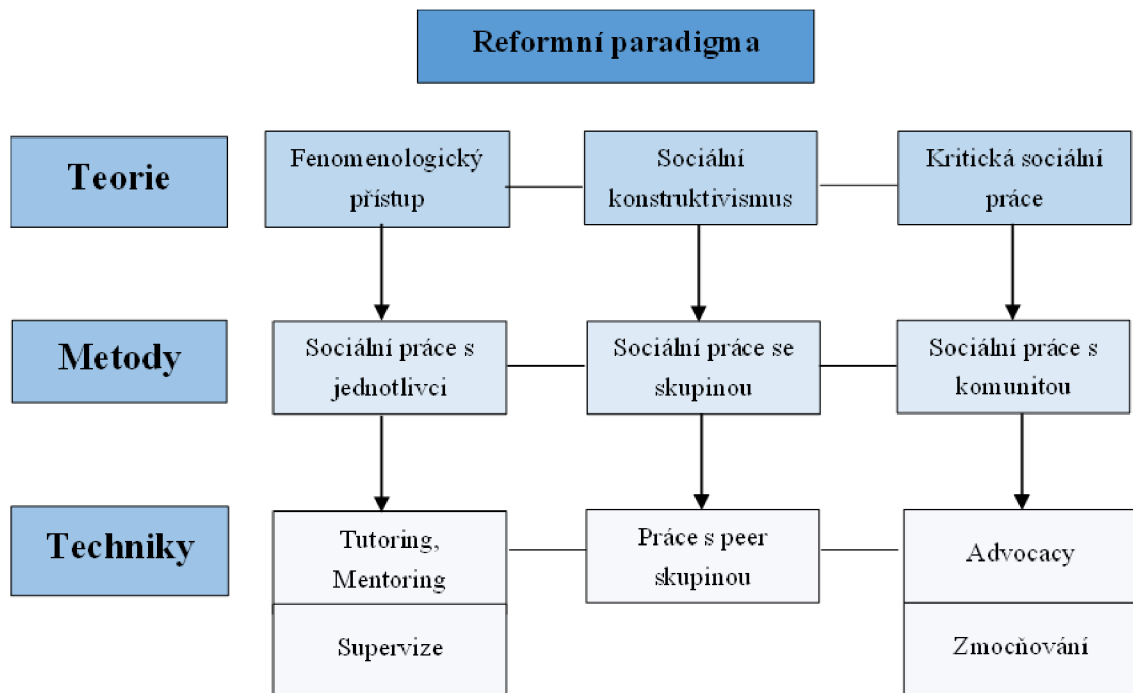 Reformní paradigma
Teorie
Fenomenologický
přístup
Sociální
konstruktivismus
Kritická sociální
práce
Metody
Sociální práce s
jednotlivci
Sociální práce se
skupinou
Sociální práce s
komunitou
Techniky
Tutoring,
Mentoring
Práce s peer
skupinou
Advocacy
Supervize
Zmocňování